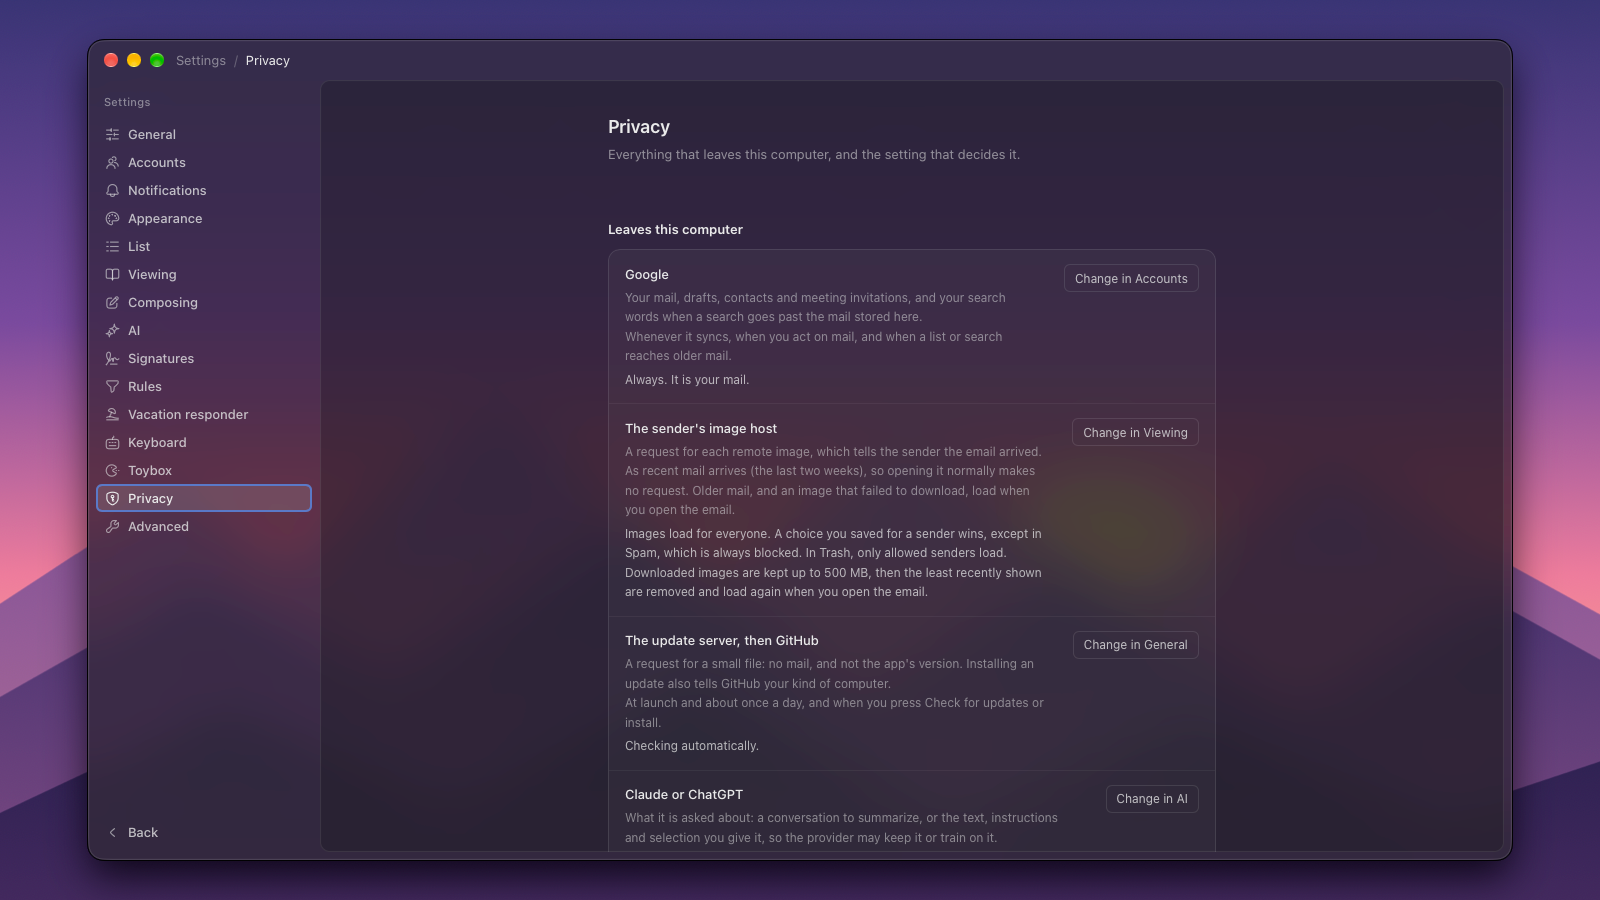 Settings / Privacy
Settings
General
Accounts
Notifications
Appearance
List
Viewing
Composing
AI
Signatures
Rules
Vacation responder
Keyboard
Toybox
Privacy
Advanced
Back
Privacy
Everything that leaves this computer, and the setting that decides it.
Leaves this computer
Google
Change in Accounts
Your mail, drafts, contacts and meeting invitations, and your search
words when a search goes past the mail stored here.
Whenever it syncs, when you act on mail, and when a list or search
reaches older mail.
Always. It is your mail.
The sender's image host
Change in Viewing
A request for each remote image, which tells the sender the email arrived.
As recent mail arrives (the last two weeks), so opening it normally makes
no request. Older mail, and an image that failed to download, load when
you open the email.
Images load for everyone. A choice you saved for a sender wins, except in
Spam, which is always blocked. In Trash, only allowed senders load.
Downloaded images are kept up to 500 MB, then the least recently shown
are removed and load again when you open the email.
The update server, then GitHub
Change in General
A request for a small file: no mail, and not the app's version. Installing an
update also tells GitHub your kind of computer.
At launch and about once a day, and when you press Check for updates or
install.
Checking automatically.
Claude or ChatGPT
Change in AI
What it is asked about: a conversation to summarize, or the text, instructions
and selection you give it, so the provider may keep it or train on it.